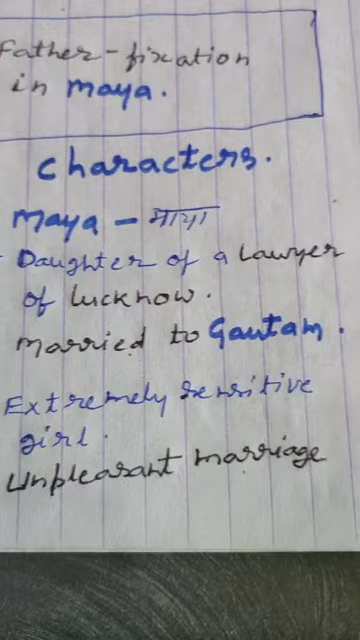 Father-fixation
in Maya.
Characters.
Maya - माया
Daughter of a Lawyer
of Lucknow.
Married to Gautam.
Extremely sensitive
girl.
Unpleasant marriage